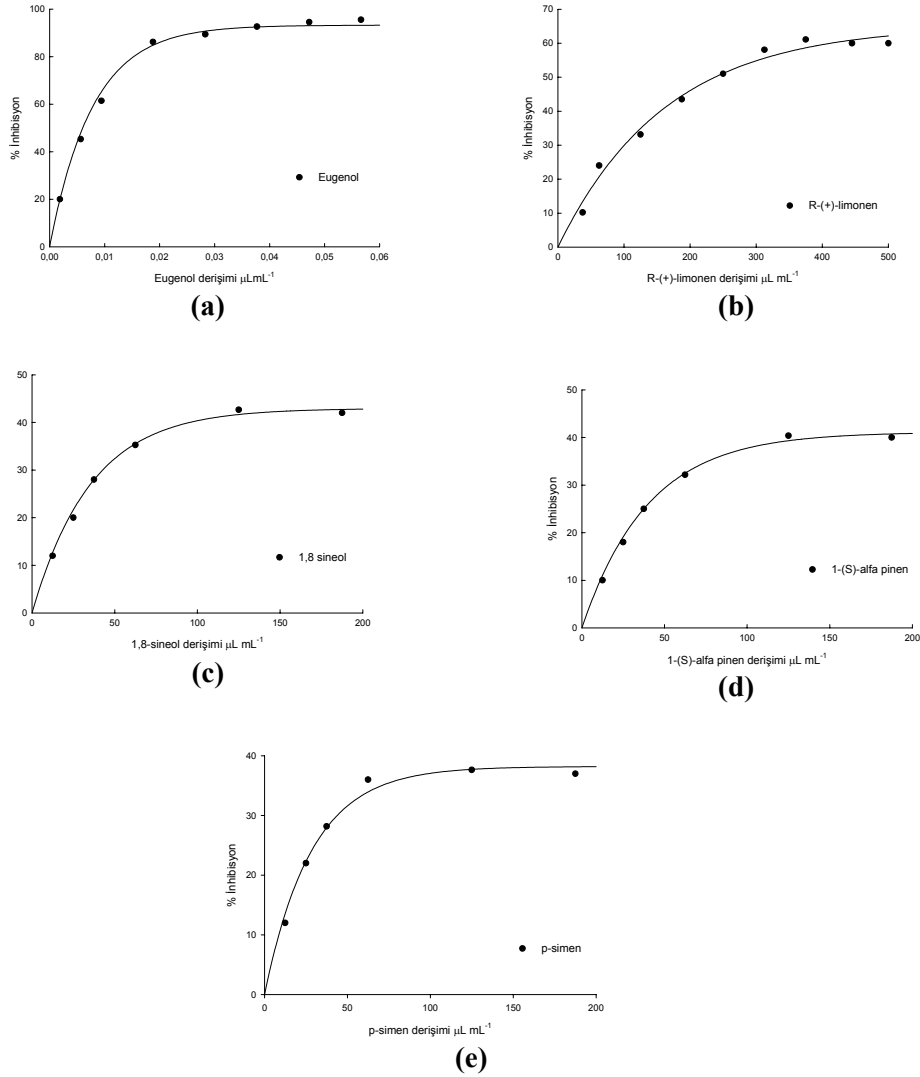 100
80
60
40
20
0
% İnhibisyon
Eugenol
0,00 0,01 0,02 0,03 0,04 0,05 0,06
Eugenol derişimi µLmL⁻¹
(a)
70
60
50
40
30
20
10
0
% İnhibisyon
R-(+)-limonen
0 100 200 300 400 500
R-(+)-limonen derişimi µL mL⁻¹
(b)
50
40
30
20
10
0
% İnhibisyon
1,8 sineol
0 50 100 150 200
1,8-sineol derişimi µL mL⁻¹
(c)
50
40
30
20
10
0
% İnhibisyon
1-(S)-alfa pinen
0 50 100 150 200
1-(S)-alfa pinen derişimi µL mL⁻¹
(d)
40
30
20
10
0
% İnhibisyon
p-simen
0 50 100 150 200
p-simen derişimi µL mL⁻¹
(e)